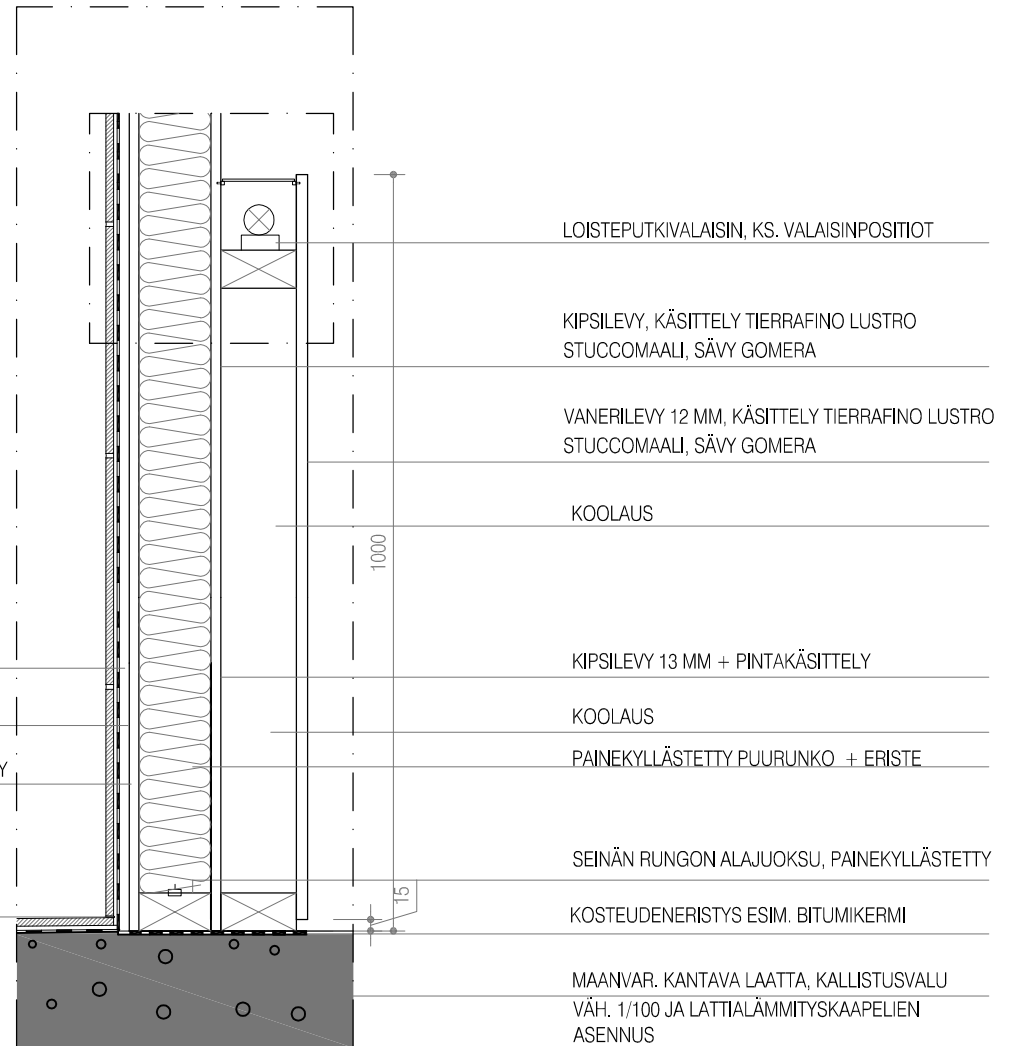 LOISTEPUTKIVALAISIN, KS. VALAISINPOSITIOT
KIPSILEVY, KÄSITTELY TIERRAFINO LUSTRO
STUCCOMAALI, SÄVY GOMERA
VANERILEVY 12 MM, KÄSITTELY TIERRAFINO LUSTRO
STUCCOMAALI, SÄVY GOMERA
KOOLAUS
1000
KIPSILEVY 13 MM + PINTAKÄSITTELY
KOOLAUS
PAINEKYLLÄSTETTY PUURUNKO + ERISTE
Y
SEINÄN RUNGON ALAJUOKSU, PAINEKYLLÄSTETTY
15
KOSTEUDENERISTYS ESIM. BITUMIKERMI
MAANVAR. KANTAVA LAATTA, KALLISTUSVALU
VÄH. 1/100 JA LATTIALÄMMITYSKAAPELIEN
ASENNUS